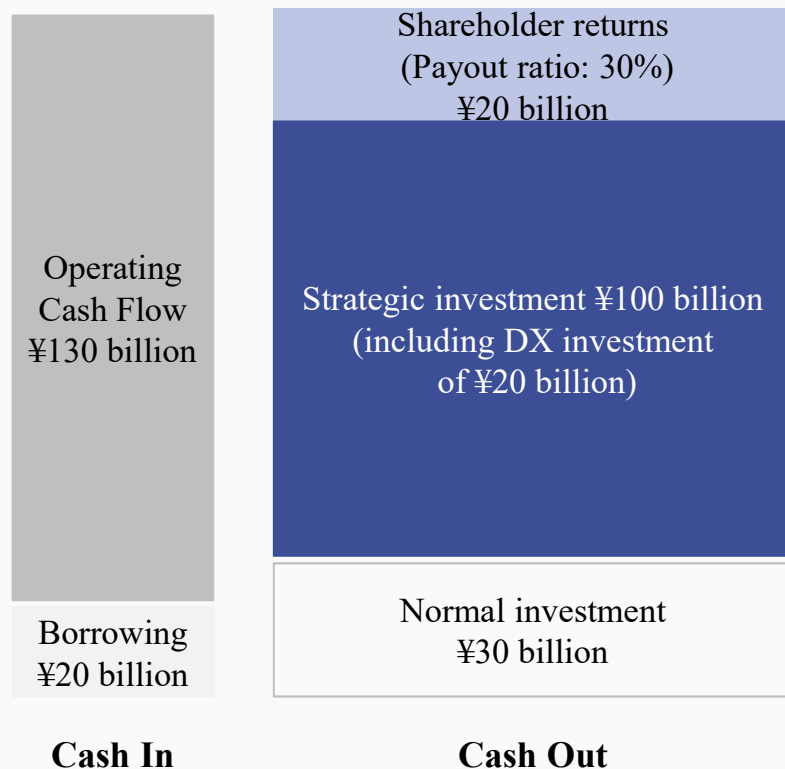 Operating
Cash Flow
¥130 billion
Borrowing
¥20 billion
Cash In
Shareholder returns
(Payout ratio: 30%)
¥20 billion
Strategic investment ¥100 billion
(including DX investment
of ¥20 billion)
Normal investment
¥30 billion
Cash Out